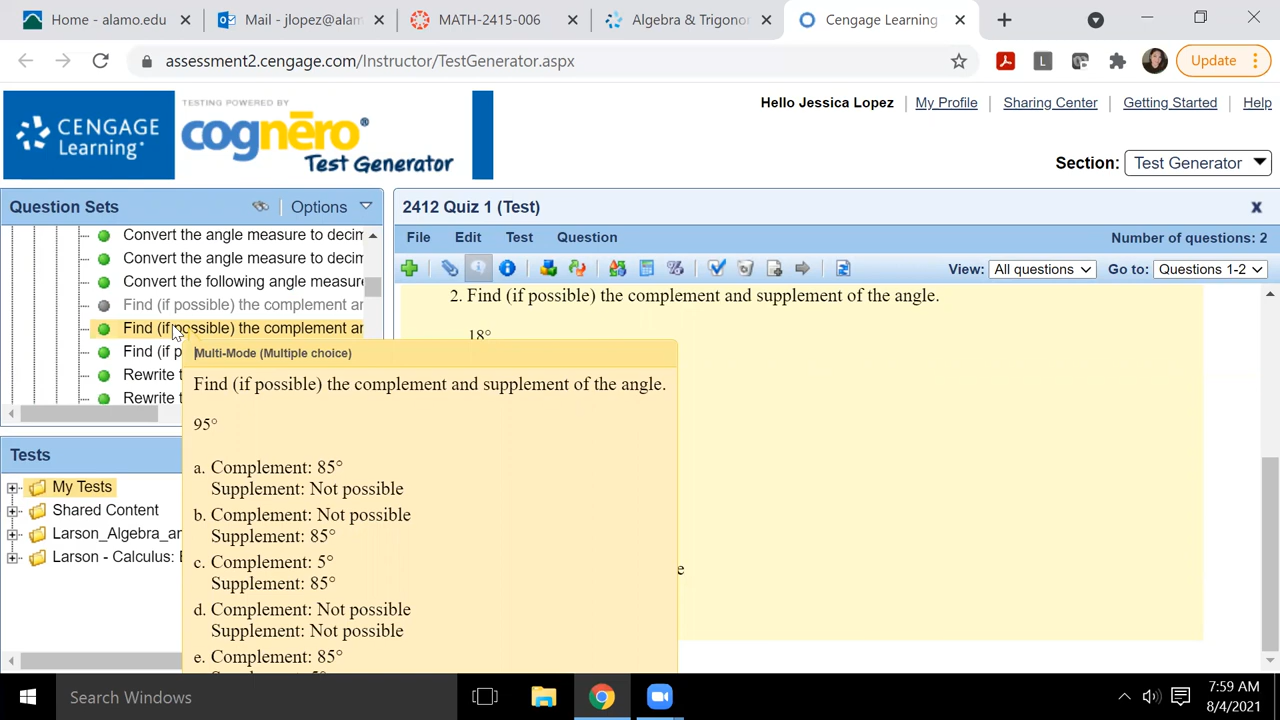 Home - alamo.edu
Mail - jlopez@alam
MATH-2415-006
Algebra & Trigono
Cengage Learning
assessment2.cengage.com/Instructor/TestGenerator.aspx
L
Update
CENGAGE
Learning·
TESTING POWERED BY
cognēro®
Test Generator
Hello Jessica Lopez
My Profile
Sharing Center
Getting Started
Help
Section:
Test Generator
Question Sets
Options
2412 Quiz 1 (Test)
X
File
Edit
Test
Question
Number of questions: 2
View:
All questions
Go to:
Questions 1-2
Convert the angle measure to decim
Convert the angle measure to decim
Convert the following angle measure
Find (if possible) the complement an
Find (if possible) the complement an
Find (if p
Rewrite t
Rewrite t
2. Find (if possible) the complement and supplement of the angle.
18°
e
Multi-Mode (Multiple choice)
Find (if possible) the complement and supplement of the angle.
95°
a. Complement: 85°
Supplement: Not possible
b. Complement: Not possible
Supplement: 85°
c. Complement: 5°
Supplement: 85°
d. Complement: Not possible
Supplement: Not possible
e. Complement: 85°
Tests
My Tests
Shared Content
Larson_Algebra_an
Larson - Calculus: E
Search Windows
7:59 AM
8/4/2021